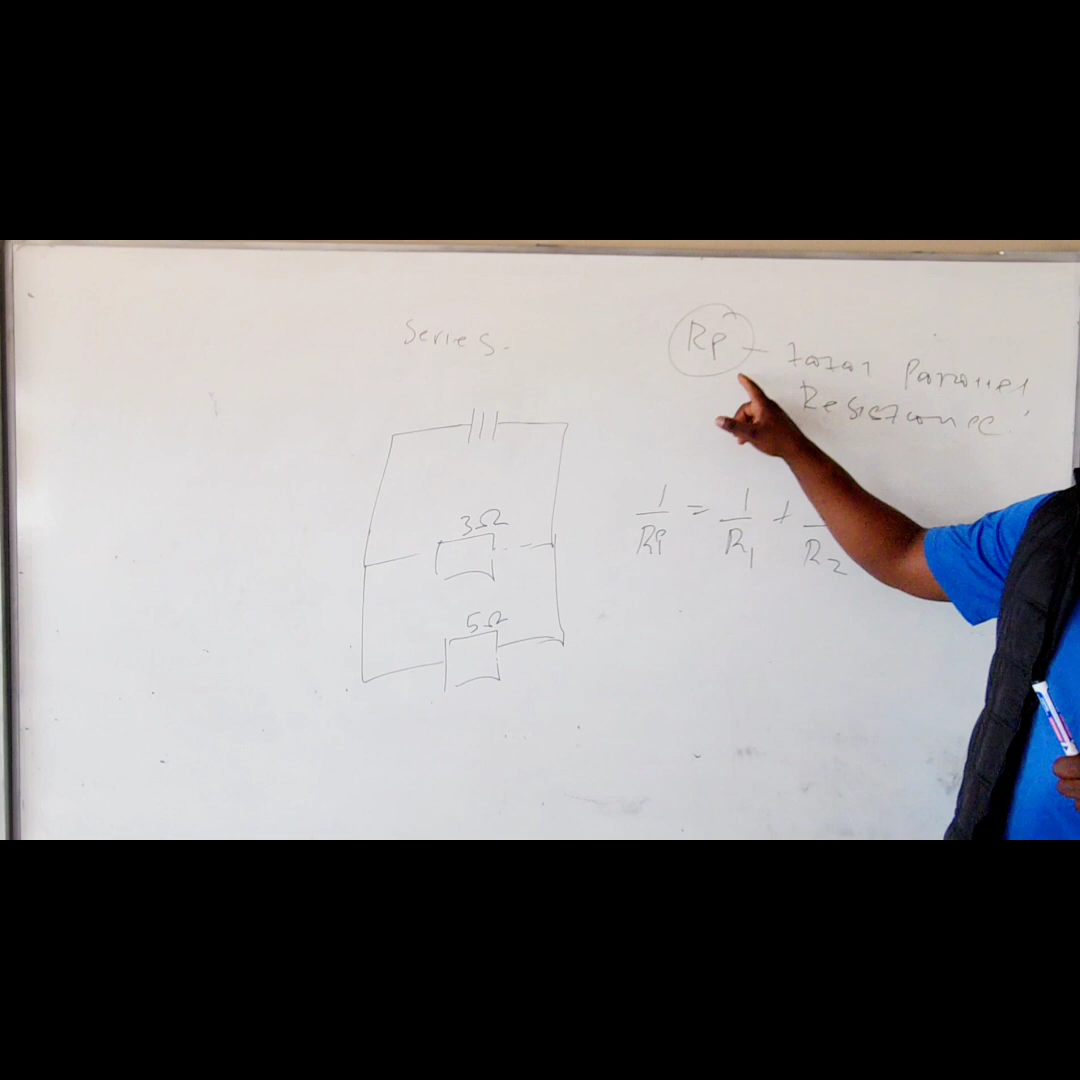 Series.
Rp – total Parallel
Resistance.
3Ω
5Ω
1/Rp = 1/R1 + 1/R2